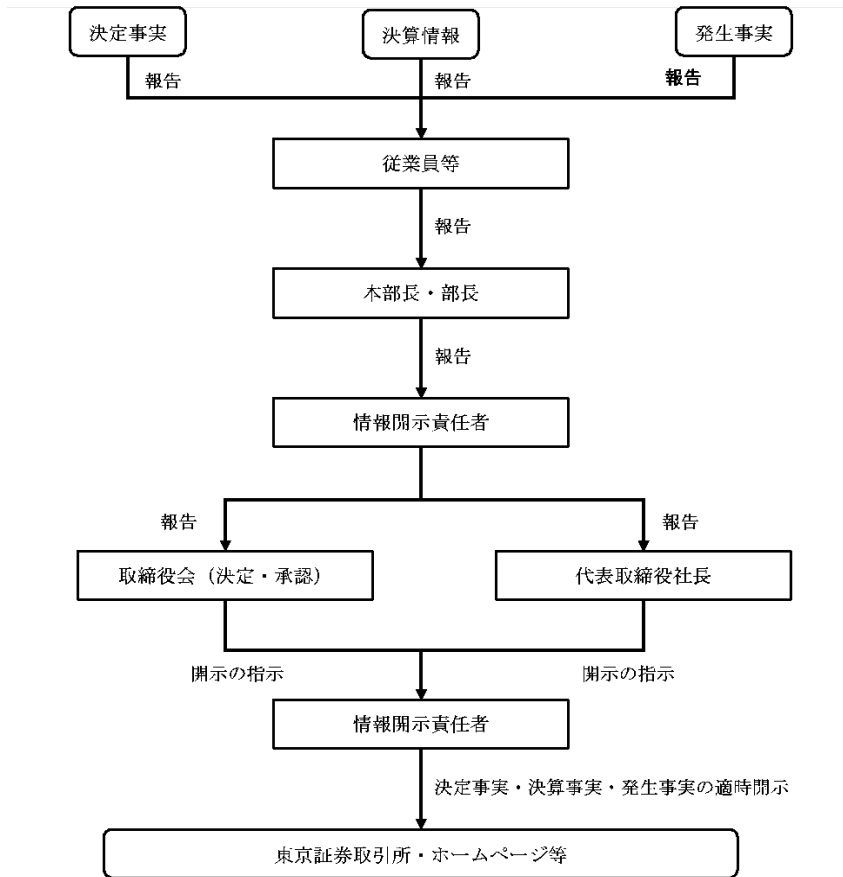 決定事実
決算情報
発生事実
報告
報告
報告
従業員等
報告
本部長・部長
報告
情報開示責任者
報告
報告
取締役会（決定・承認）
代表取締役社長
開示の指示
開示の指示
情報開示責任者
決定事実・決算事実・発生事実の適時開示
東京証券取引所・ホームページ等